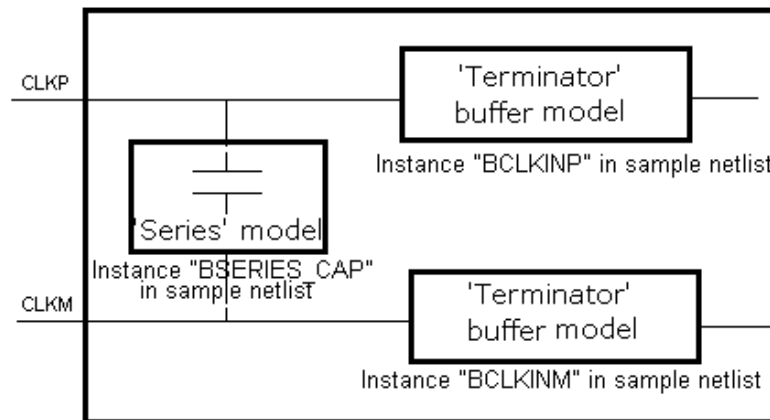 CLKP
'Terminator'
buffer model
Instance "BCLKINP" in sample netlist
'Series' model
Instance "BSERIES_CAP"
in sample netlist
CLKM
'Terminator'
buffer model
Instance "BCLKINM" in sample netlist